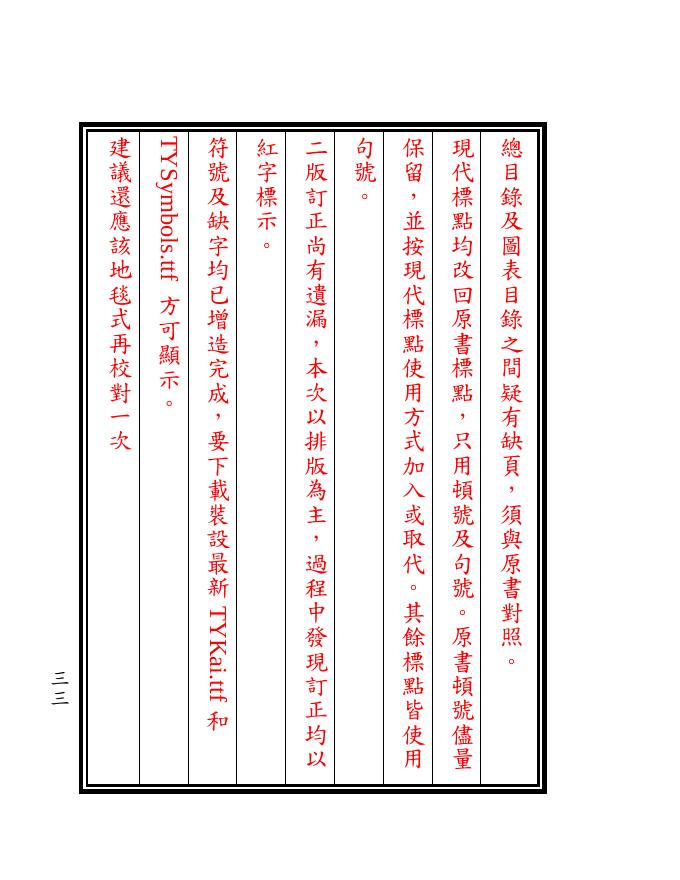 總目錄及圖表目錄之間疑有缺頁，須與原書對照。
現代標點均改回原書標點，只用頓號及句號。原書頓號儘量
保留，並按現代標點使用方式加入或取代。其餘標點皆使用
句號。
二版訂正尚有遺漏，本次以排版為主，過程中發現訂正均以
紅字標示。
符號及缺字均已增造完成，要下載裝設最新 TYKai.ttf 和
TYSymbols.ttf 方可顯示。
建議還應該地毯式再校對一次
三三